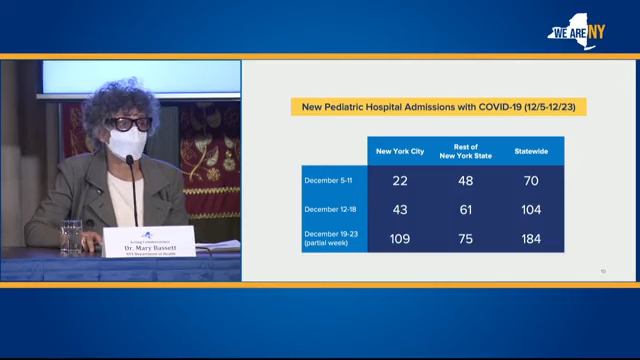 WE ARE NY
New Pediatric Hospital Admissions with COVID-19 (12/5-12/23)
New York City
Rest of
New York State
Statewide
December 5-11
22
48
70
December 12-18
43
61
104
December 19-23
(partial week)
109
75
184
Acting Commissioner
Dr. Mary Bassett
NYS Department of Health
10